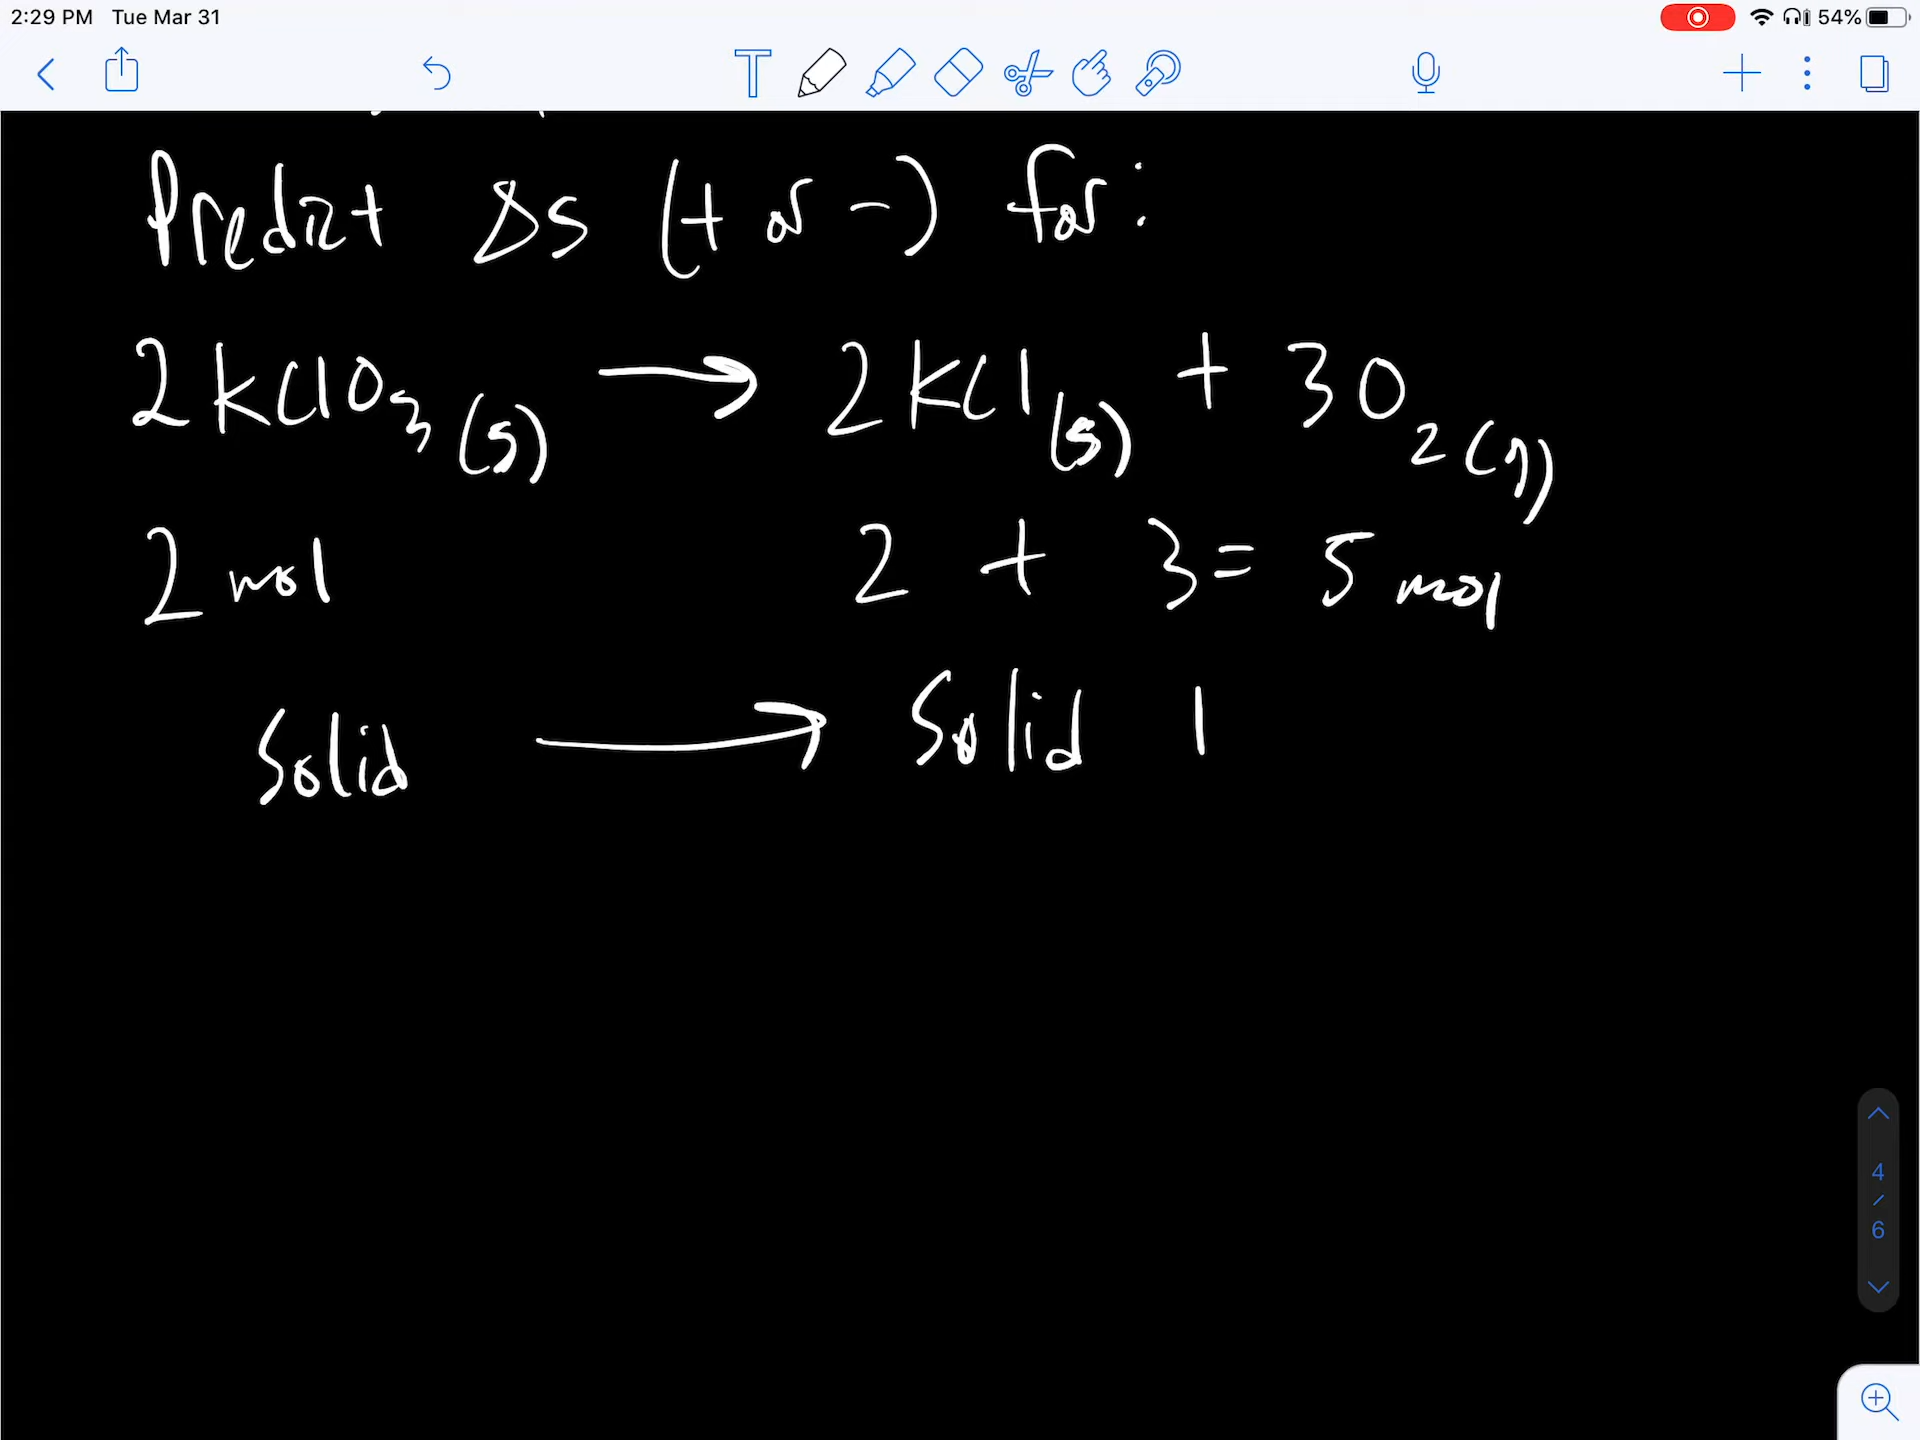 2:29 PM Tue Mar 31 54%
T
Predict ΔS (+ or -) for:
2KClO3(s) → 2KCl(s) + 3O2(g)
2 mol 2 + 3 = 5 mol
Solid → Solid
4
/
6